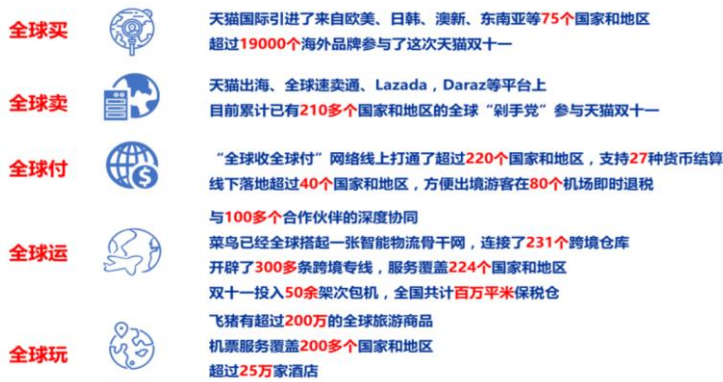 全球买
天猫国际引进了来自欧美、日韩、澳新、东南亚等75个国家和地区
超过19000个海外品牌参与了这次天猫双十一
全球卖
天猫出海、全球速卖通、Lazada，Daraz等平台上
目前累计已有210多个国家和地区的全球“剁手党”参与天猫双十一
全球付
“全球收全球付”网络线上打通了超过220个国家和地区，支持27种货币结算
线下落地超过40个国家和地区，方便出境游客在80个机场即时退税
全球运
与100多个合作伙伴的深度协同
菜鸟已经全球搭起一张智能物流骨干网，连接了231个跨境仓库
开辟了300多条跨境专线，服务覆盖224个国家和地区
双十一投入50余架次包机，全国共计百万平米保税仓
全球玩
飞猪有超过200万的全球旅游商品
机票服务覆盖200多个国家和地区
超过25万家酒店